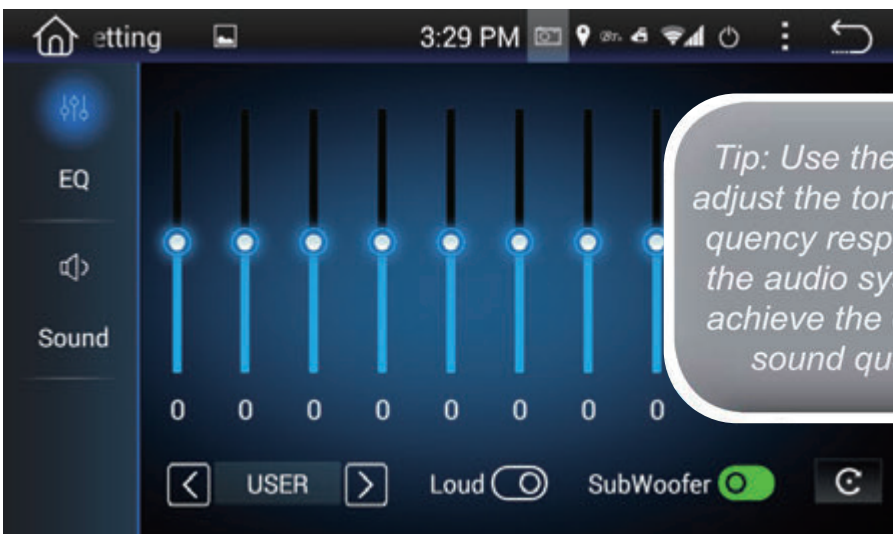 etting 3:29 PM
EQ
Tip: Use the
adjust the ton
quency resp
the audio sy
achieve the
sound qu
Sound
0 0 0 0 0 0 0 0
USER Loud SubWoofer